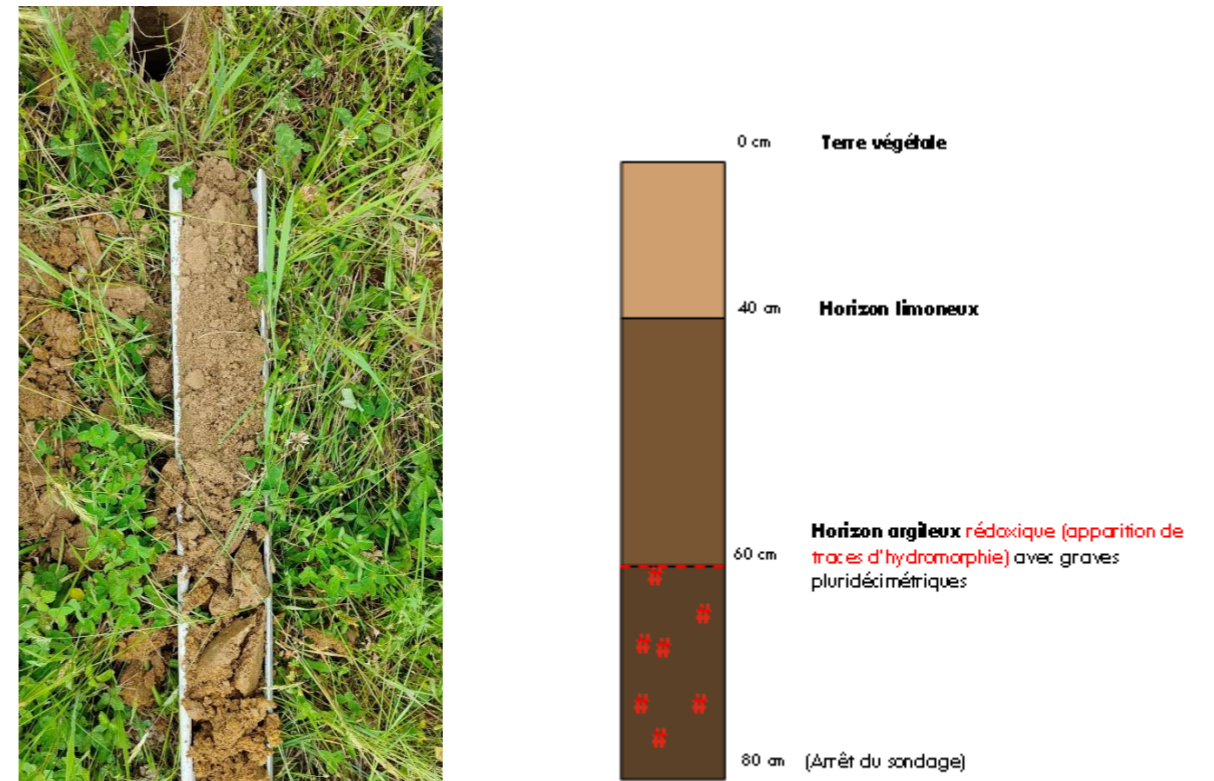 0 cm Terre végétale
40 cm Horizon limoneux
Horizon argileux rédoxique (apparition de
60 cm traces d'hydromorphie) avec graves
pluridécimétriques
#
#
# #
# #
#
80 cm (Arrêt du sondage)